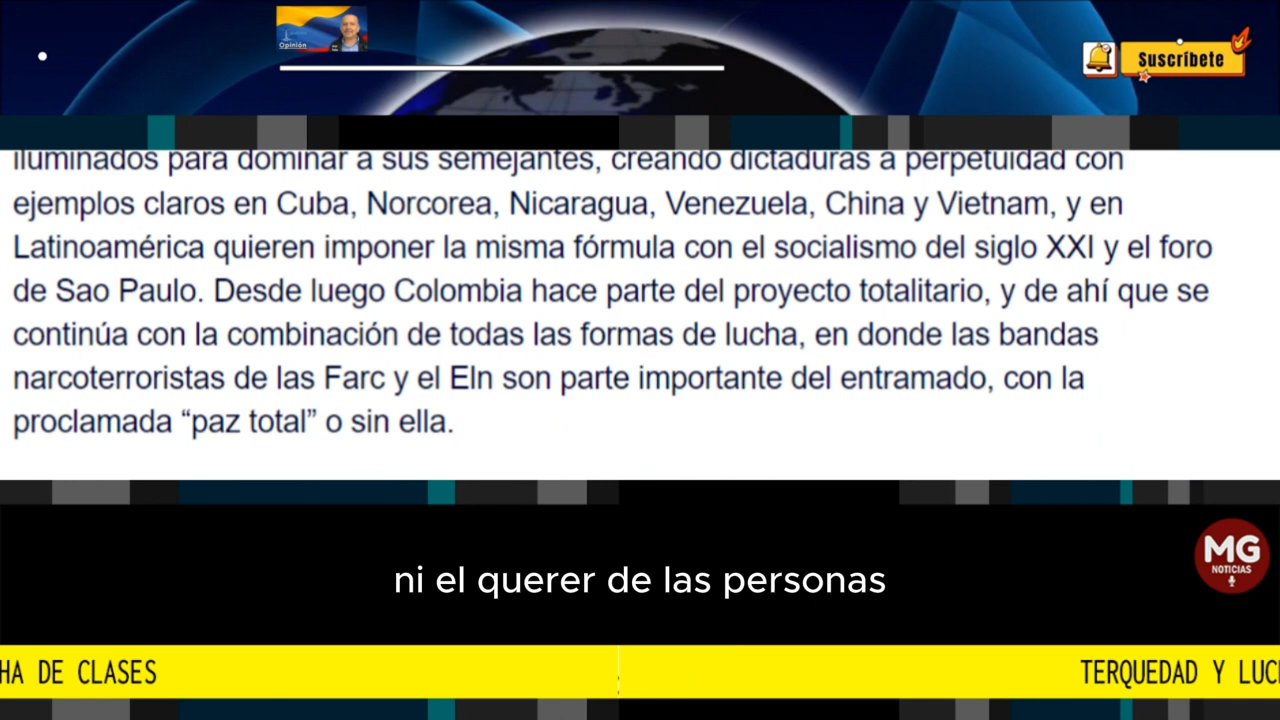 Opinión
Suscríbete
iluminados para dominar a sus semejantes, creando dictaduras a perpetuidad con
ejemplos claros en Cuba, Norcorea, Nicaragua, Venezuela, China y Vietnam, y en
Latinoamérica quieren imponer la misma fórmula con el socialismo del siglo XXI y el foro
de Sao Paulo. Desde luego Colombia hace parte del proyecto totalitario, y de ahí que se
continúa con la combinación de todas las formas de lucha, en donde las bandas
narcoterroristas de las Farc y el Eln son parte importante del entramado, con la
proclamada “paz total” o sin ella.
MG
NOTICIAS
ni el querer de las personas
HA DE CLASES
TERQUEDAD Y LUC